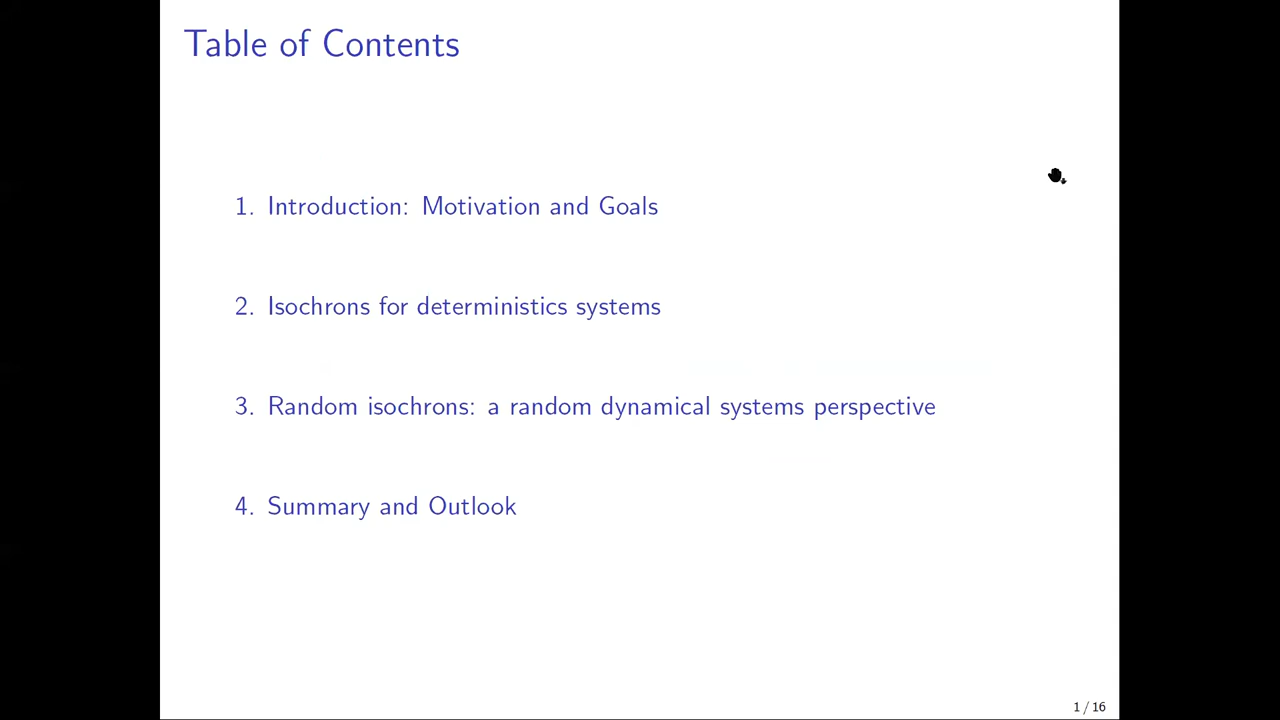 Table of Contents
1. Introduction: Motivation and Goals
2. Isochrons for deterministics systems
3. Random isochrons: a random dynamical systems perspective
4. Summary and Outlook
1 / 16